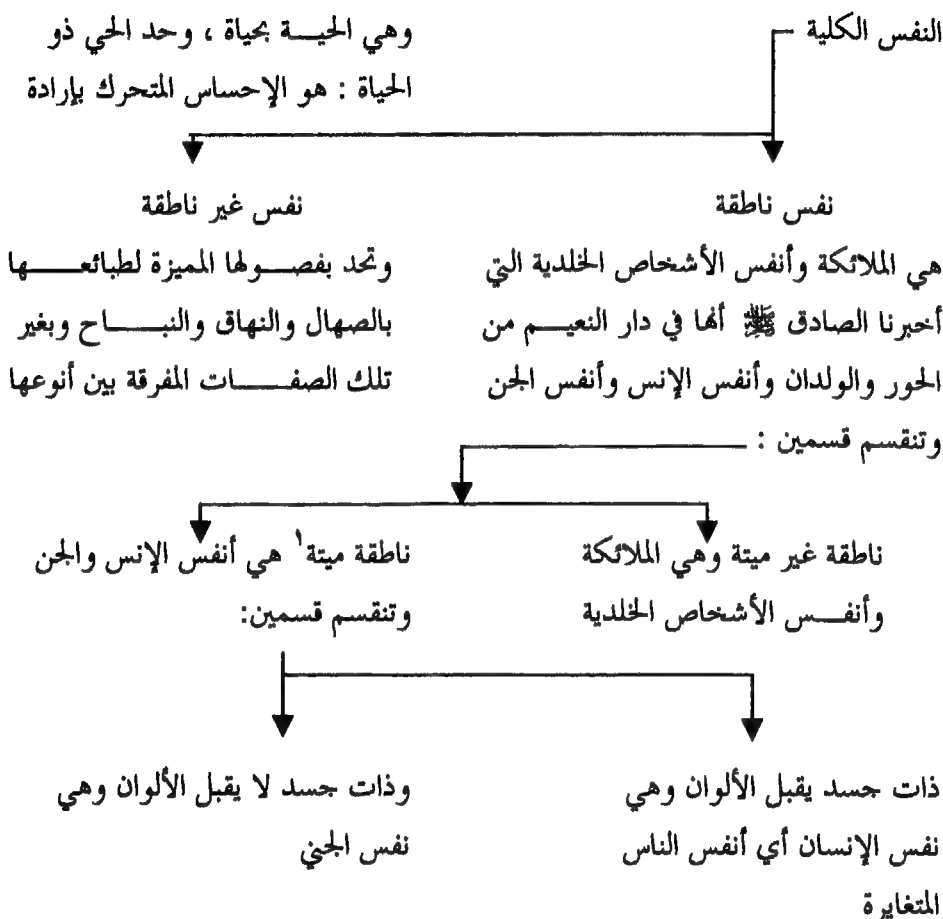 النفس الكلية
وهي الحية بحياة ، وحد الحي ذو
الحياة : هو الإحساس المتحرك بإرادة
نفس ناطقة
هي الملائكة وأنفس الأشخاص الخلدية التي
أخبرنا الصادق ﷺ أنها في دار النعيم من
الحور والولدان وأنفس الإنس وأنفس الجن
وتنقسم قسمين :
نفس غير ناطقة
وتحد بفصولها المميزة لطبائعها
بالصهال والنهاق والنباح وبغير
تلك الصفات المفرقة بين أنوعها
ناطقة غير ميتة وهي الملائكة
وأنفس الأشخاص الخلدية
ناطقة ميتة١ هي أنفس الإنس والجن
وتنقسم قسمين:
ذات جسد يقبل الألوان وهي
نفس الإنسان أي أنفس الناس
المتغايرة
وذات جسد لا يقبل الألوان وهي
نفس الجني